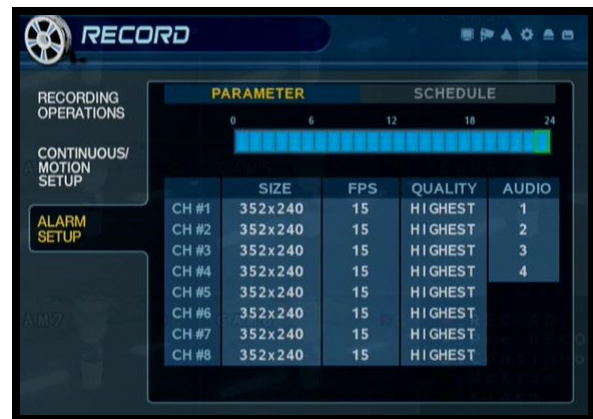 RECORD
RECORDING
OPERATIONS
CONTINUOUS/
MOTION
SETUP
ALARM
SETUP
PARAMETER SCHEDULE
0 6 12 18 24
SIZE FPS QUALITY AUDIO
CH #1 352x240 15 HIGHEST 1
CH #2 352x240 15 HIGHEST 2
CH #3 352x240 15 HIGHEST 3
CH #4 352x240 15 HIGHEST 4
CH #5 352x240 15 HIGHEST
CH #6 352x240 15 HIGHEST
CH #7 352x240 15 HIGHEST
CH #8 352x240 15 HIGHEST